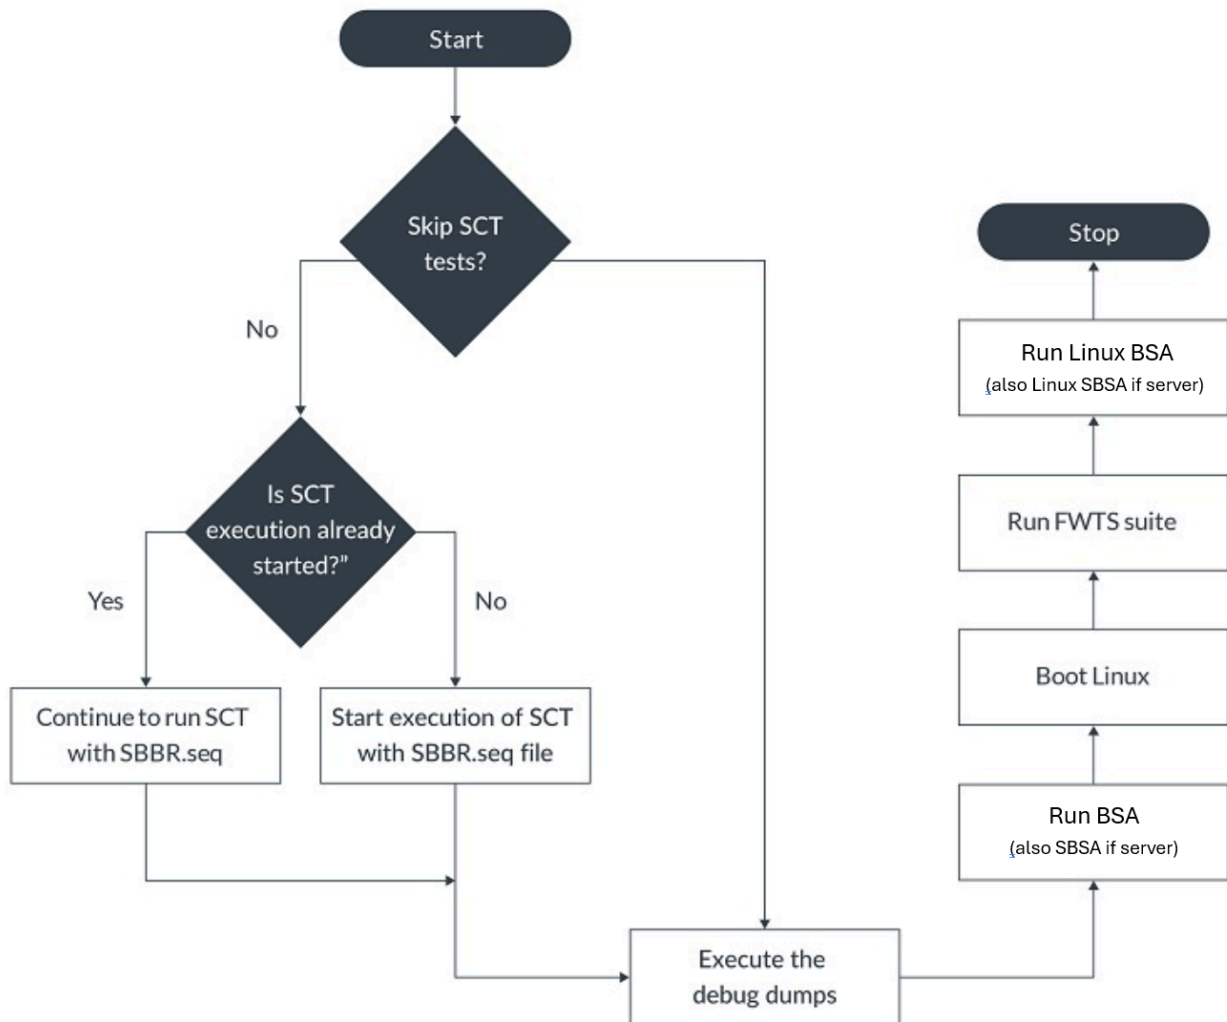 Start
Skip SCT
tests?
No
Is SCT
execution already
started?”
Yes
No
Continue to run SCT
with SBBR.seq
Start execution of SCT
with SBBR.seq file
Execute the
debug dumps
Run BSA
(also SBSA if server)
Boot Linux
Run FWTS suite
Run Linux BSA
(also Linux SBSA if server)
Stop